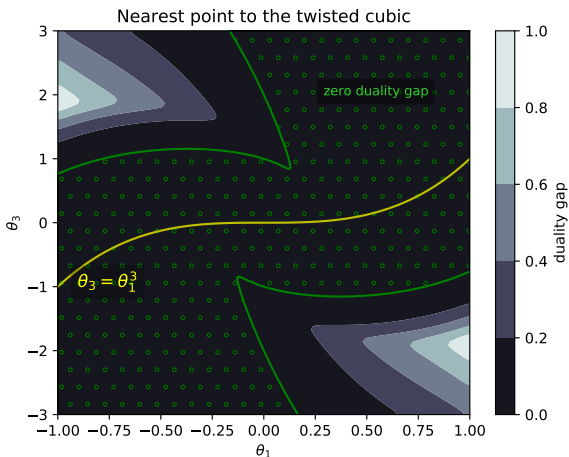 Nearest point to the twisted cubic
3
2
1
0
−1
−2
−3
θ₃
zero duality gap
θ₃ = θ₁³
−1.00 −0.75 −0.50 −0.25 0.00 0.25 0.50 0.75 1.00
θ₁
1.0
0.8
0.6
0.4
0.2
0.0
duality gap